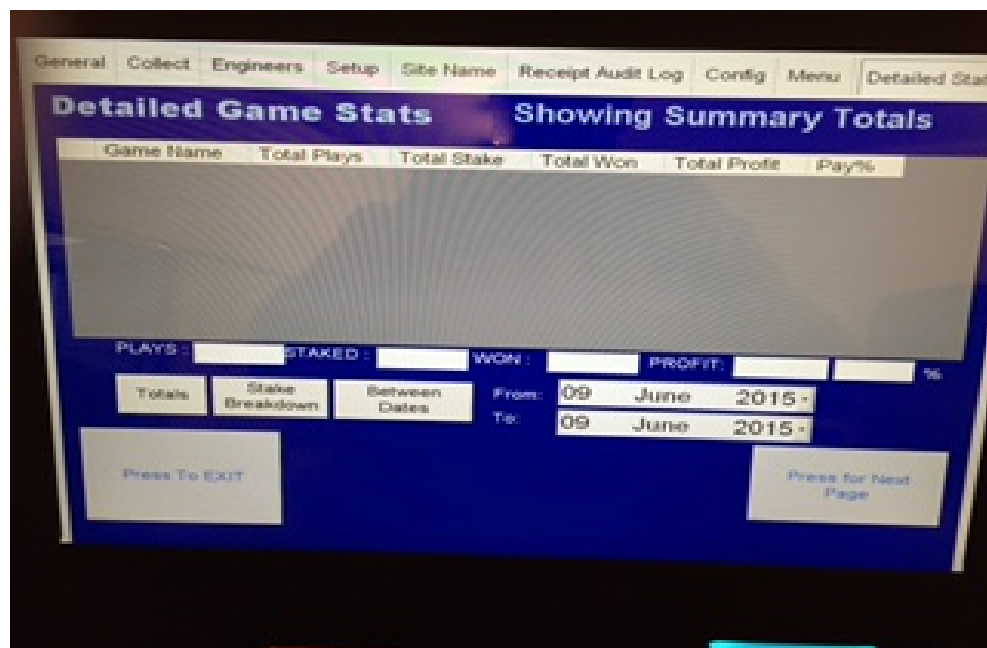 General Collect Engineers Setup Site Name Receipt Audit Log Config Menu Detailed Stat
Detailed Game Stats Showing Summary Totals
Game Name Total Plays Total Stake Total Won Total Profit Pay%
PLAYS : STAKED : WON : PROFIT: %
Totals Stake Breakdown Between Dates From: 09 June 2015
To: 09 June 2015
Press To EXIT Press for Next
Page